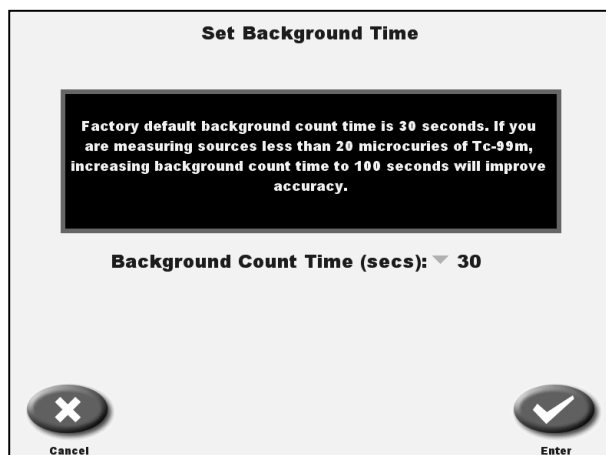 Set Background Time
Factory default background count time is 30 seconds. If you
are measuring sources less than 20 microcuries of Tc-99m,
increasing background count time to 100 seconds will improve
accuracy.
Background Count Time (secs): 30
Cancel
Enter